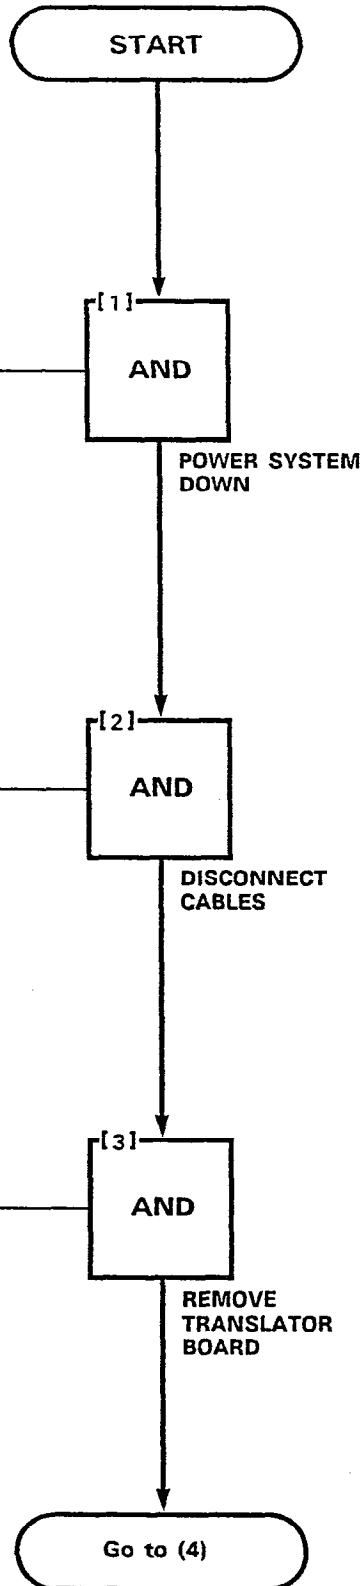 START
[1]
AND
POWER SYSTEM
DOWN
[2]
AND
DISCONNECT
CABLES
[3]
AND
REMOVE
TRANSLATOR
BOARD
Go to (4)